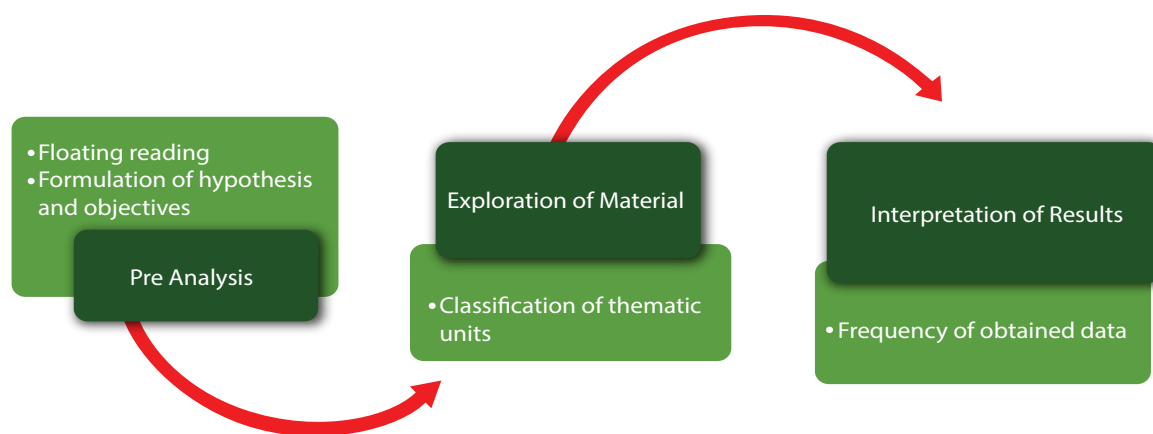 •Floating reading
•Formulation of hypothesis
and objectives
Pre Analysis
Exploration of Material
•Classification of thematic
units
Interpretation of Results
•Frequency of obtained data